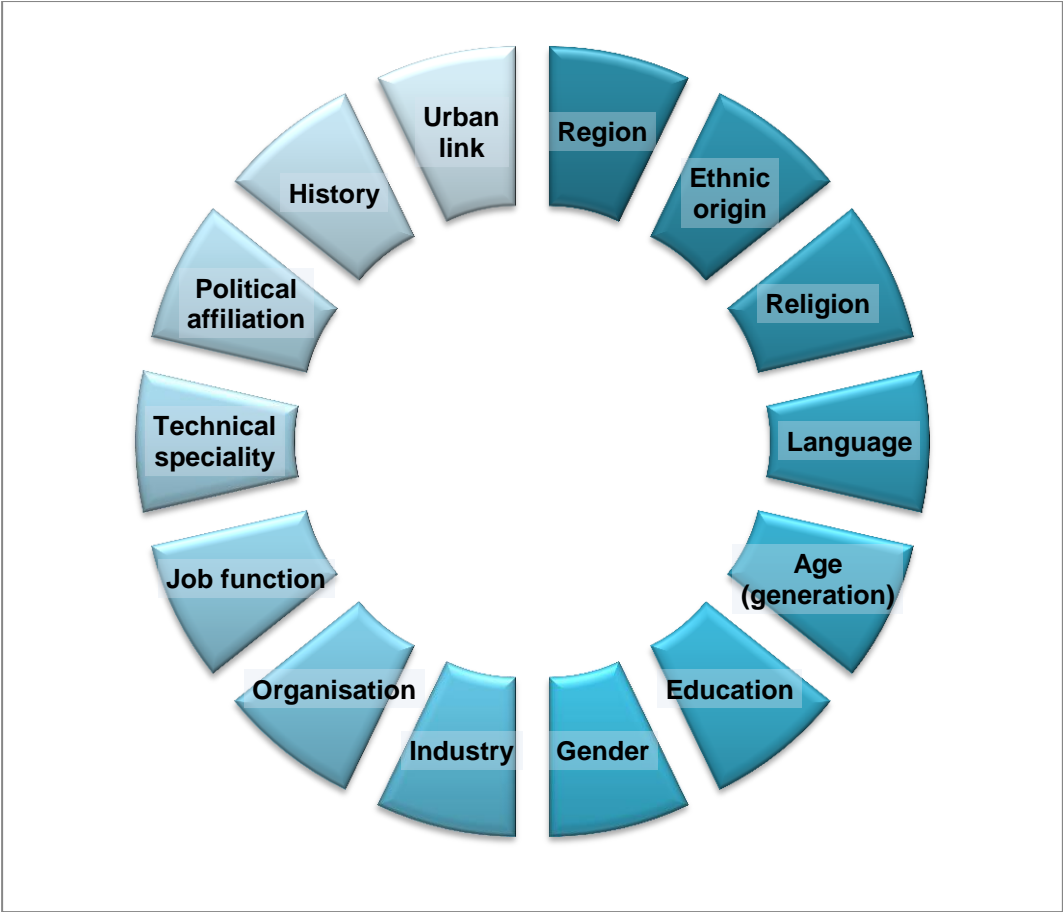 Region
Ethnic
origin
Religion
Language
Age
(generation)
Education
Gender
Industry
Organisation
Job function
Technical
speciality
Political
affiliation
History
Urban
link